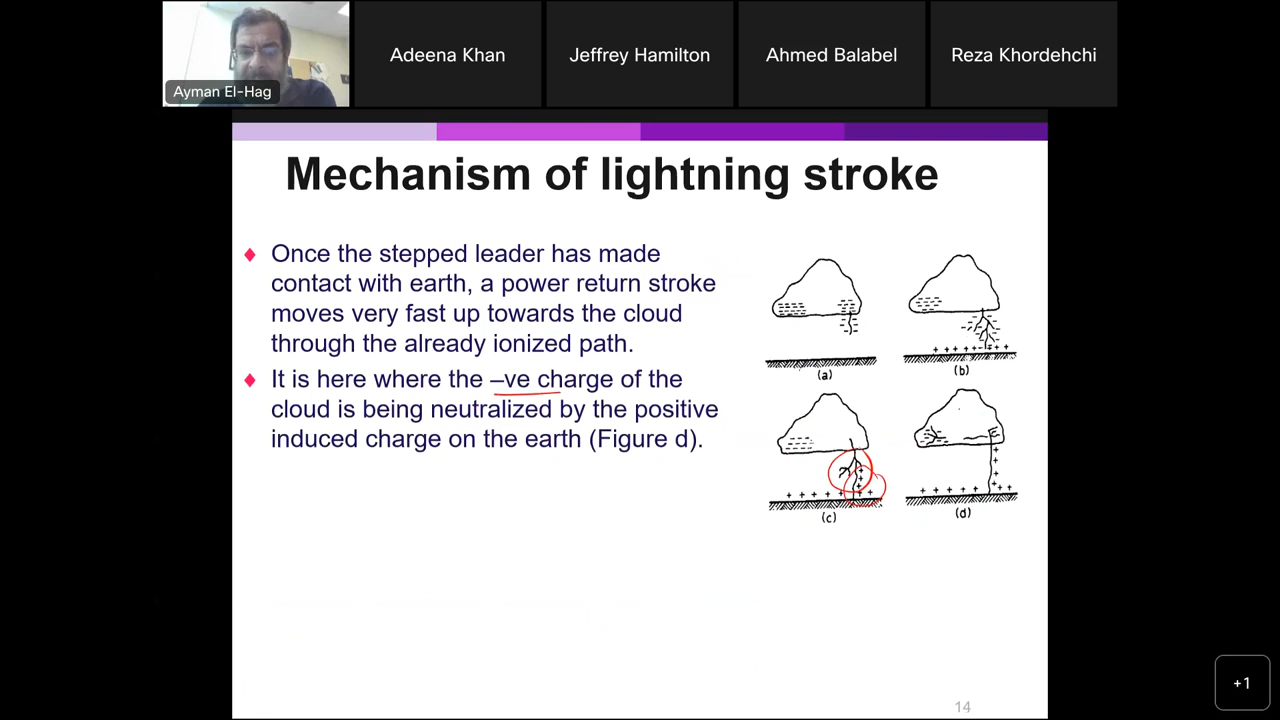 Ayman El-Hag
Adeena Khan
Jeffrey Hamilton
Ahmed Balabel
Reza Khordehchi
Mechanism of lightning stroke
Once the stepped leader has made
contact with earth, a power return stroke
moves very fast up towards the cloud
through the already ionized path.
It is here where the –ve charge of the
cloud is being neutralized by the positive
induced charge on the earth (Figure d).
(a)
(b)
(c)
(d)
14
+1